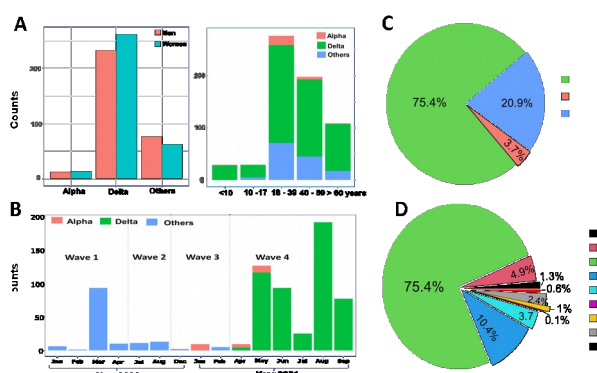 A
Men
Women
Counts
300
100
0
Alpha Delta Others
Alpha
Delta
Others
200
100
0
<10 10 -17 18 - 39 40 - 59 > 60 years
C
75.4%
20.9%
3.7%
B
Alpha Delta Others
Wave 1 Wave 2 Wave 3 Wave 4
ounts
200
150
100
50
0
Jan Feb Mar Apr Jul Aug Dec Jan Feb Apr May Jun Jul Aug Sep
D
75.4%
4.9%
1.3%
0.6%
2.4%
1%
0.1%
3.7
10.4%